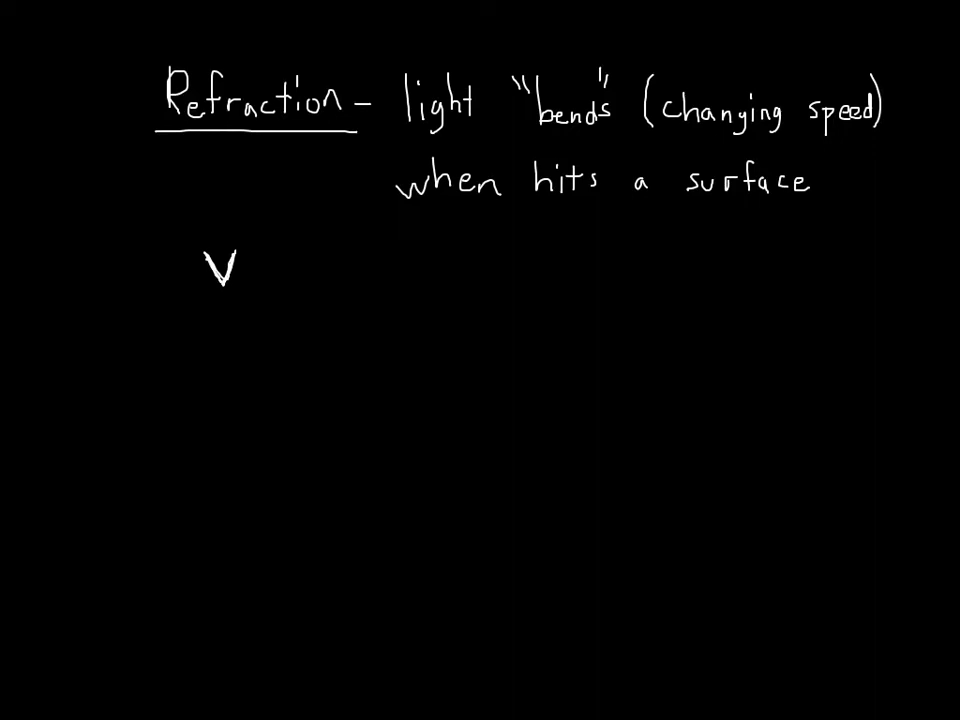 Refraction - light "bends" (changing speed)
when hits a surface
V